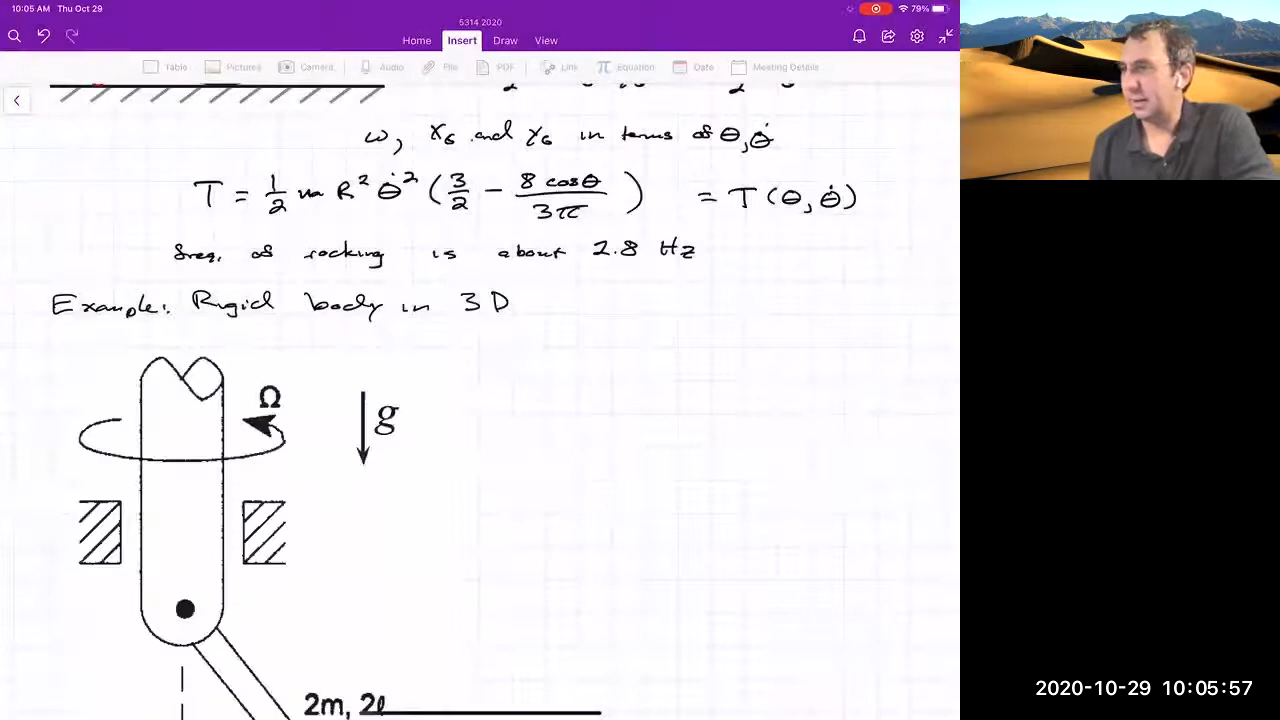 10:05 AM Thu Oct 29
79%
5314 2020
Home Insert Draw View
Table Pictures Camera Audio File PDF Link Equation Date Meeting Details
ω, x_G and y_G in terms of θ, θ̇
T = 1/2 m R² θ̇² (3/2 − 8 cosθ / 3π) = T(θ, θ̇)
freq. of rocking is about 2.8 Hz
Example: Rigid body in 3D
Ω
g
2m, 2ℓ
2020-10-29 10:05:57